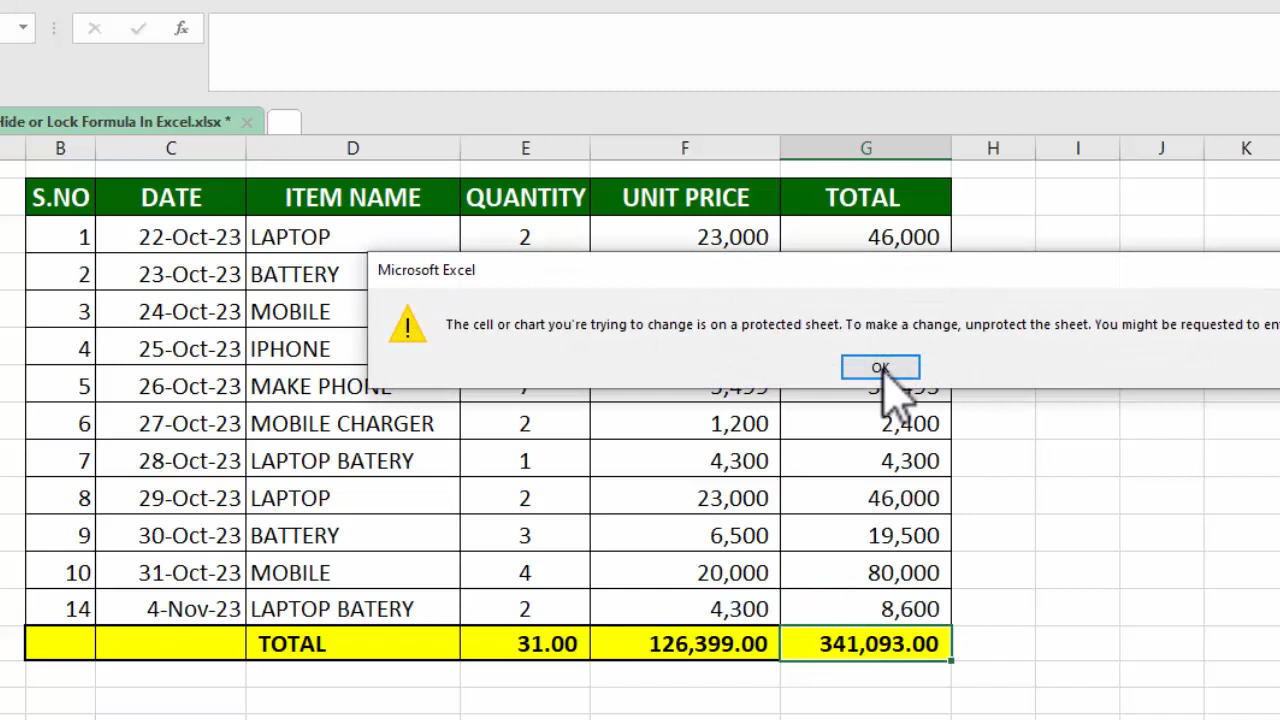 fx
Hide or Lock Formula In Excel.xlsx *
B C D E F G H I J K
S.NO DATE ITEM NAME QUANTITY UNIT PRICE TOTAL
1 22-Oct-23 LAPTOP 2 23,000 46,000
2 23-Oct-23 BATTERY
Microsoft Excel
3 24-Oct-23 MOBILE
The cell or chart you're trying to change is on a protected sheet. To make a change, unprotect the sheet. You might be requested to en
4 25-Oct-23 IPHONE
OK
5 26-Oct-23 MAKE PHONE
6 27-Oct-23 MOBILE CHARGER 2 1,200 2,400
7 28-Oct-23 LAPTOP BATERY 1 4,300 4,300
8 29-Oct-23 LAPTOP 2 23,000 46,000
9 30-Oct-23 BATTERY 3 6,500 19,500
10 31-Oct-23 MOBILE 4 20,000 80,000
14 4-Nov-23 LAPTOP BATERY 2 4,300 8,600
TOTAL 31.00 126,399.00 341,093.00